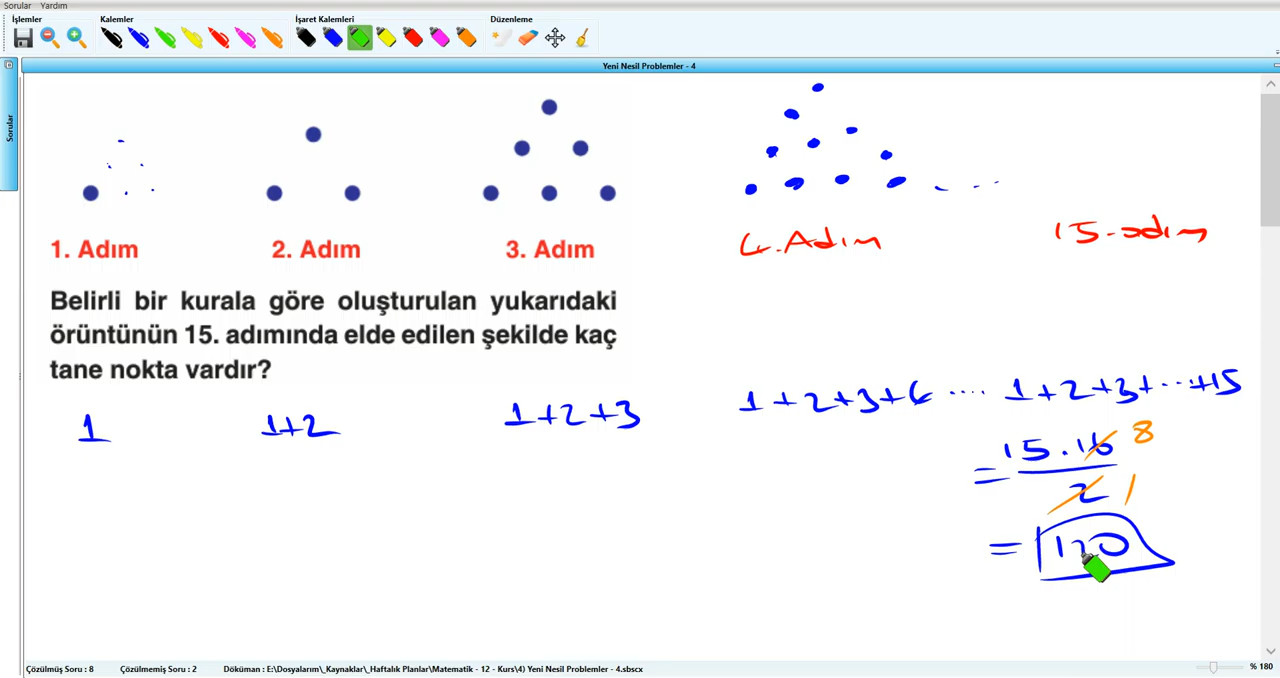 Sorular Yardım
İşlemler Kalemler İşaret Kalemleri Düzenleme
Yeni Nesil Problemler - 4
Sorular
1. Adım 2. Adım 3. Adım 4. Adım 15. adım
Belirli bir kurala göre oluşturulan yukarıdaki
örüntünün 15. adımında elde edilen şekilde kaç
tane nokta vardır?
1 1+2 1+2+3 1+2+3+4 .... 1+2+3+...+15
= 15.16 8
2 1
= 120
Çözülmüş Soru : 8 Çözülmemiş Soru : 2 Döküman : E:\Dosyalarım\_Kaynaklar\_Haftalık Planlar\Matematik - 12 - Kurs\4) Yeni Nesil Problemler - 4.sbscx % 180